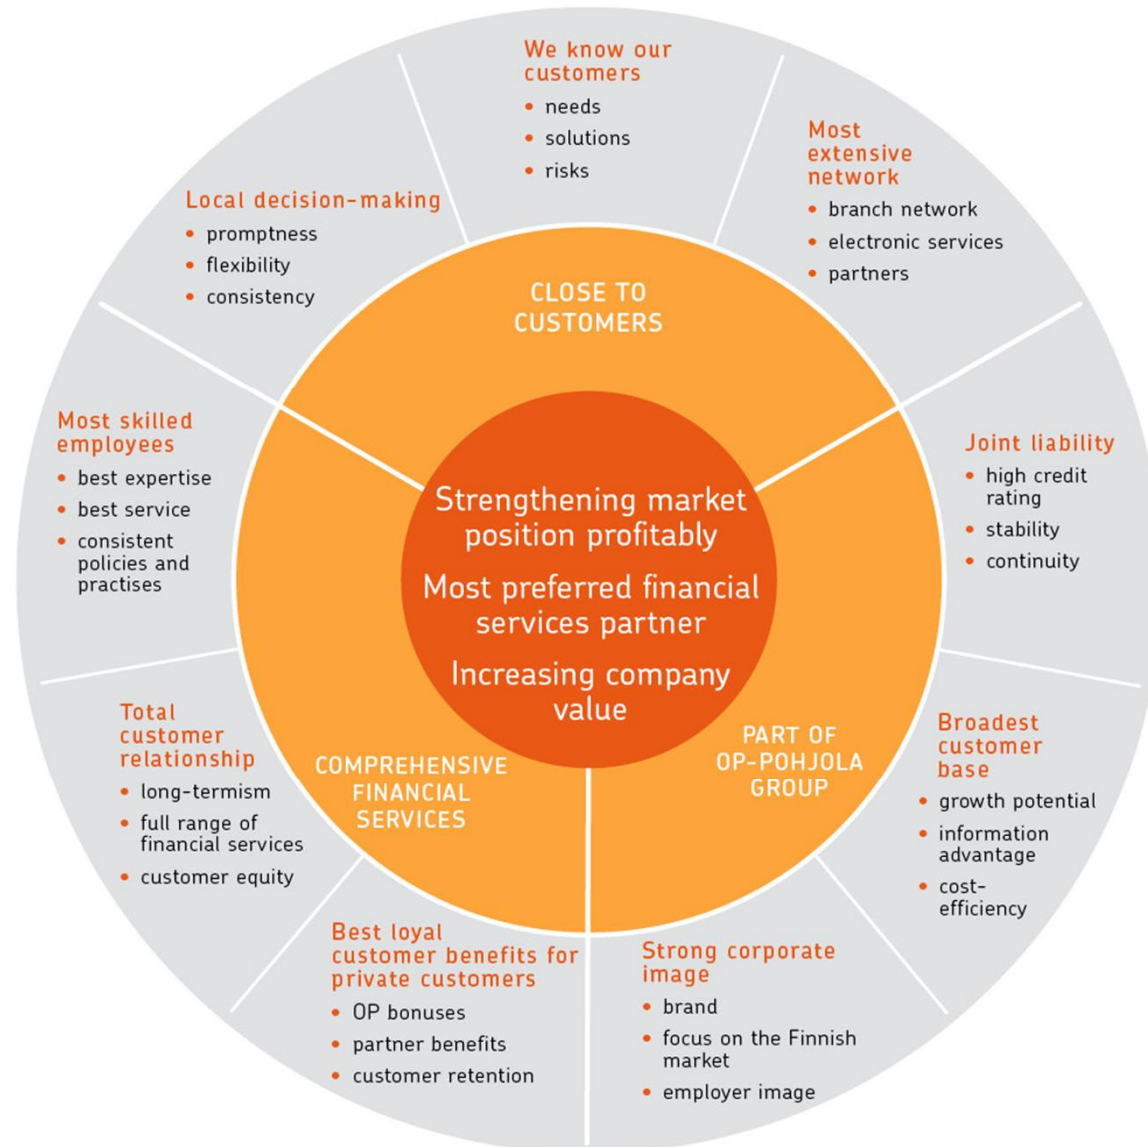 We know our
customers
• needs
• solutions
• risks
Most
extensive
network
• branch network
• electronic services
• partners
Local decision-making
• promptness
• flexibility
• consistency
CLOSE TO
CUSTOMERS
Most skilled
employees
• best expertise
• best service
• consistent
policies and
practises
Joint liability
• high credit
rating
• stability
• continuity
Strengthening market
position profitably
Most preferred financial
services partner
Increasing company
value
Total
customer
relationship
• long-termism
• full range of
financial services
• customer equity
COMPREHENSIVE
FINANCIAL
SERVICES
PART OF
OP-POHJOLA
GROUP
Broadest
customer
base
• growth potential
• information
advantage
• cost-
efficiency
Best loyal
customer benefits for
private customers
• OP bonuses
• partner benefits
• customer retention
Strong corporate
image
• brand
• focus on the Finnish
market
• employer image